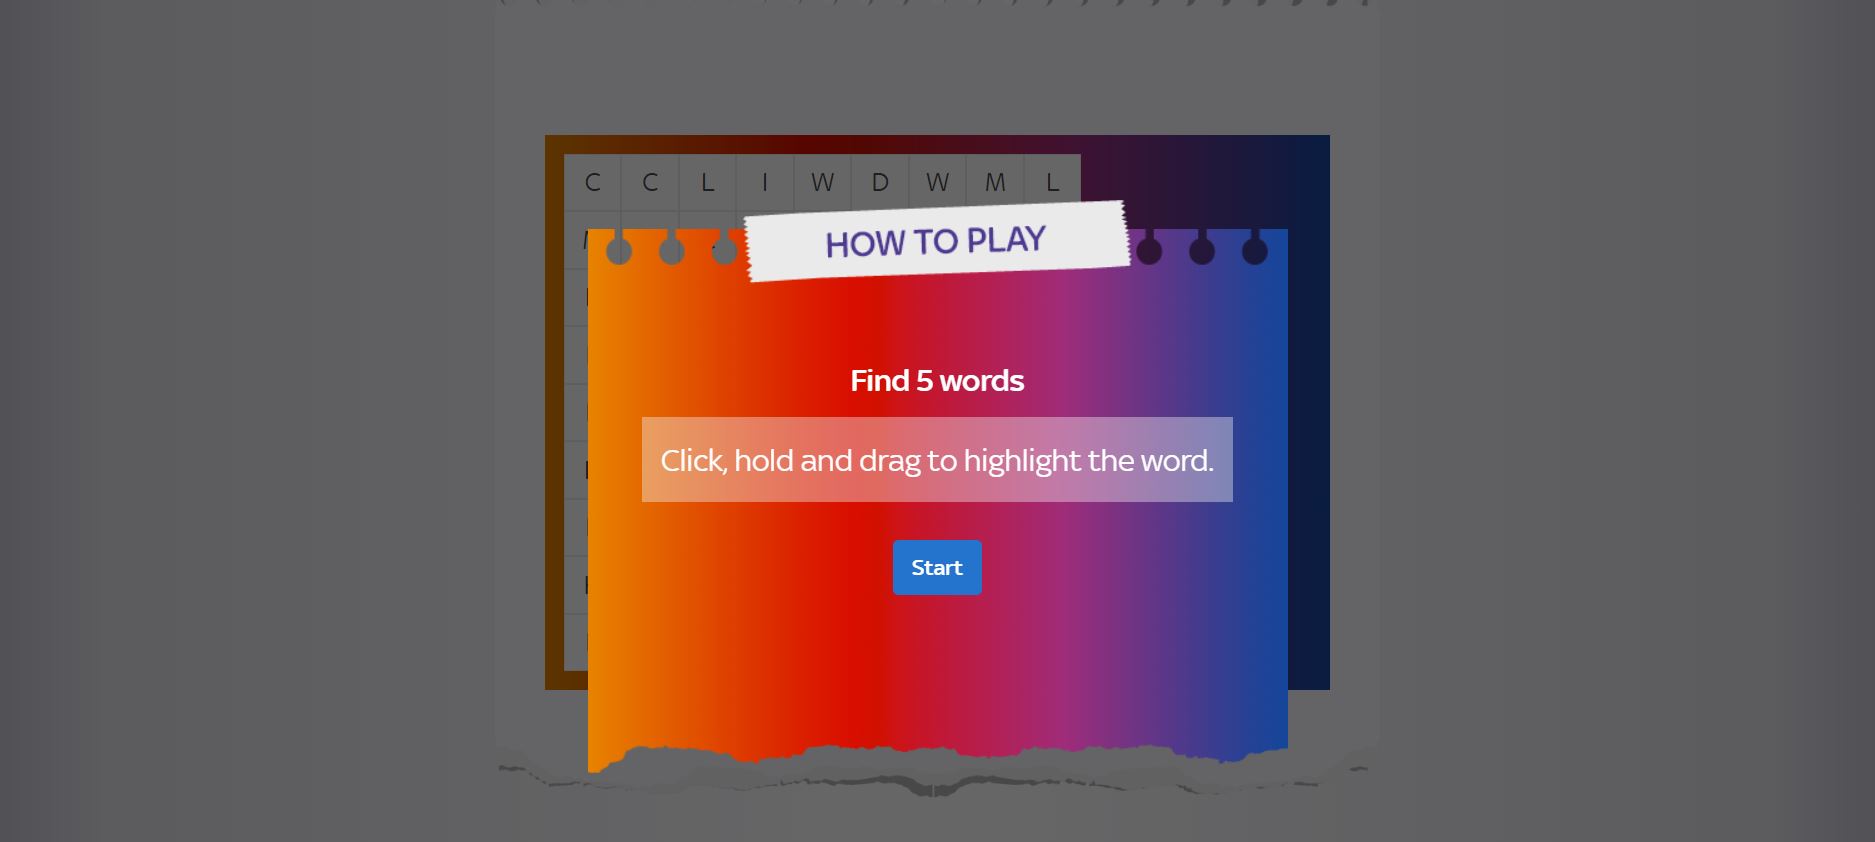 C C L I W D W M L
HOW TO PLAY
Find 5 words
Click, hold and drag to highlight the word.
Start